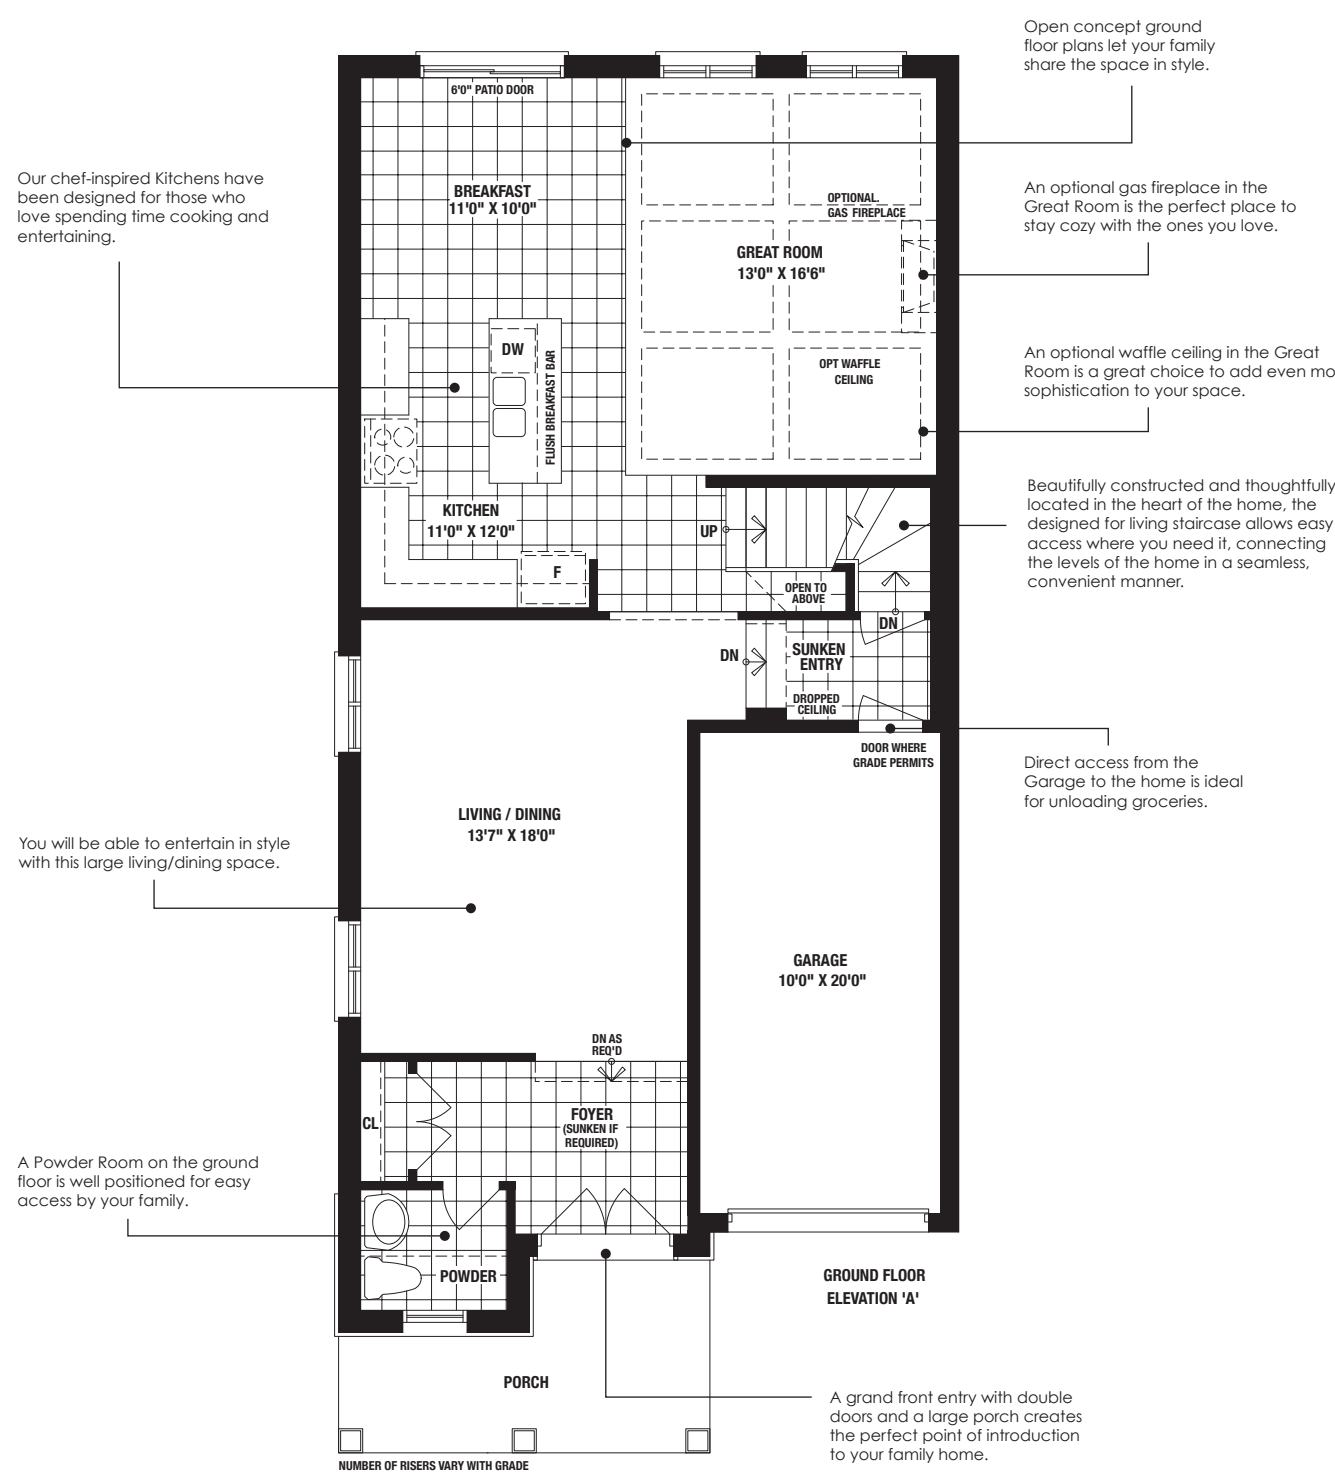 Open concept ground
floor plans let your family
share the space in style.
6'0" PATIO DOOR
Our chef-inspired Kitchens have
been designed for those who
love spending time cooking and
entertaining.
BREAKFAST
11'0" X 10'0"
OPTIONAL.
GAS FIREPLACE
An optional gas fireplace in the
Great Room is the perfect place to
stay cozy with the ones you love.
GREAT ROOM
13'0" X 16'6"
DW
FLUSH BREAKFAST BAR
OPT WAFFLE
CEILING
An optional waffle ceiling in the Great
Room is a great choice to add even mo
sophistication to your space.
KITCHEN
11'0" X 12'0"
UP
F
OPEN TO
ABOVE
Beautifully constructed and thoughtfully
located in the heart of the home, the
designed for living staircase allows easy
access where you need it, connecting
the levels of the home in a seamless,
convenient manner.
DN
DN
SUNKEN
ENTRY
DROPPED
CEILING
DOOR WHERE
GRADE PERMITS
Direct access from the
Garage to the home is ideal
for unloading groceries.
LIVING / DINING
13'7" X 18'0"
You will be able to entertain in style
with this large living/dining space.
GARAGE
10'0" X 20'0"
DN AS
REQ'D
CL
FOYER
(SUNKEN IF
REQUIRED)
A Powder Room on the ground
floor is well positioned for easy
access by your family.
POWDER
GROUND FLOOR
ELEVATION 'A'
PORCH
A grand front entry with double
doors and a large porch creates
the perfect point of introduction
to your family home.
NUMBER OF RISERS VARY WITH GRADE